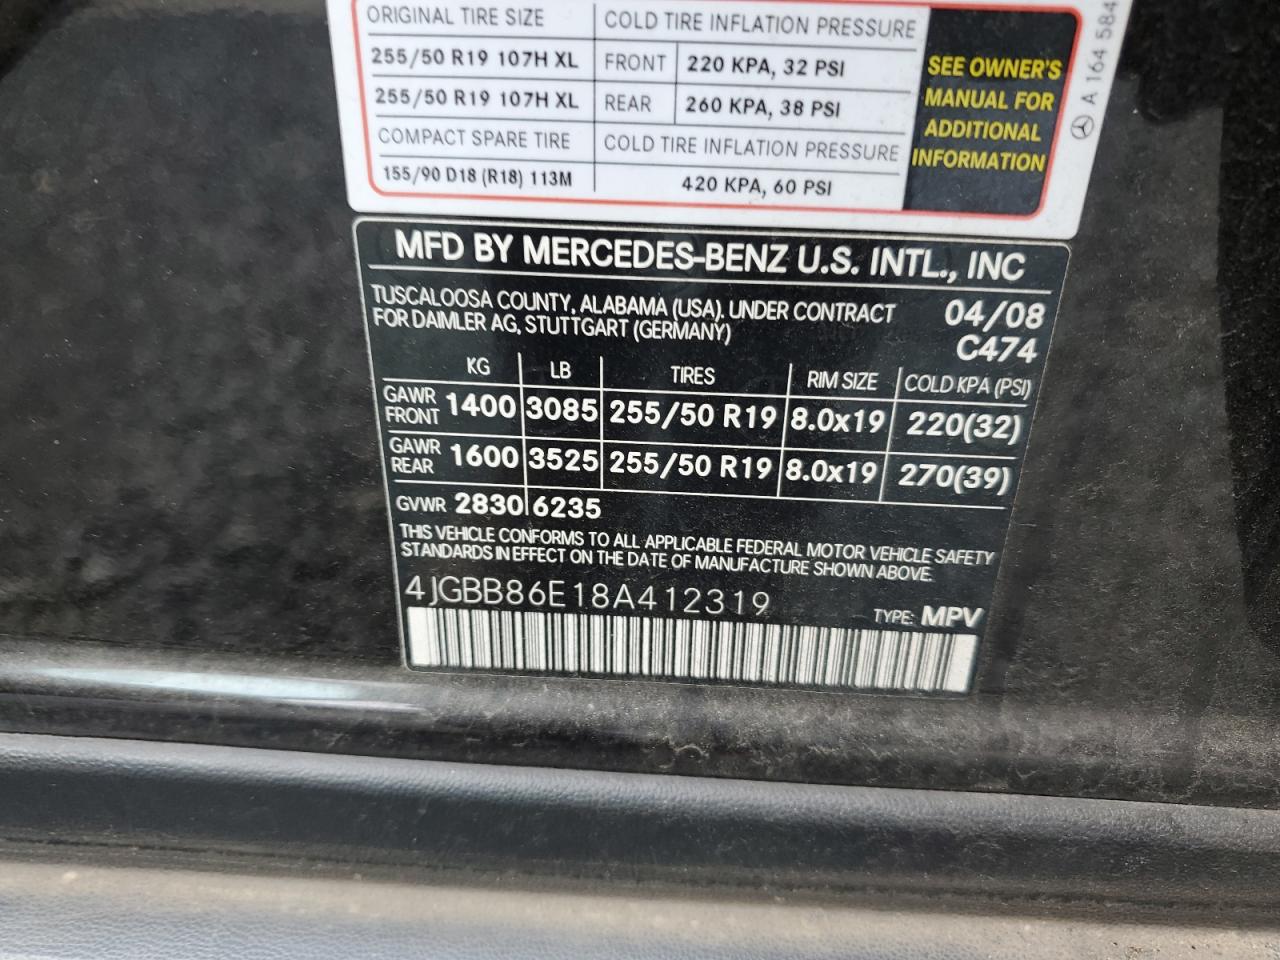 ORIGINAL TIRE SIZE COLD TIRE INFLATION PRESSURE
255/50 R19 107H XL FRONT 220 KPA, 32 PSI
255/50 R19 107H XL REAR 260 KPA, 38 PSI
COMPACT SPARE TIRE COLD TIRE INFLATION PRESSURE
155/90 D18 (R18) 113M 420 KPA, 60 PSI
SEE OWNER'S
MANUAL FOR
ADDITIONAL
INFORMATION
A 164 584
MFD BY MERCEDES-BENZ U.S. INTL., INC
TUSCALOOSA COUNTY, ALABAMA (USA). UNDER CONTRACT 04/08
FOR DAIMLER AG, STUTTGART (GERMANY) C474
KG LB TIRES RIM SIZE COLD KPA (PSI)
GAWR FRONT 1400 3085 255/50 R19 8.0x19 220(32)
GAWR REAR 1600 3525 255/50 R19 8.0x19 270(39)
GVWR 2830 6235
THIS VEHICLE CONFORMS TO ALL APPLICABLE FEDERAL MOTOR VEHICLE SAFETY
STANDARDS IN EFFECT ON THE DATE OF MANUFACTURE SHOWN ABOVE.
4JGBB86E18A412319 TYPE: MPV